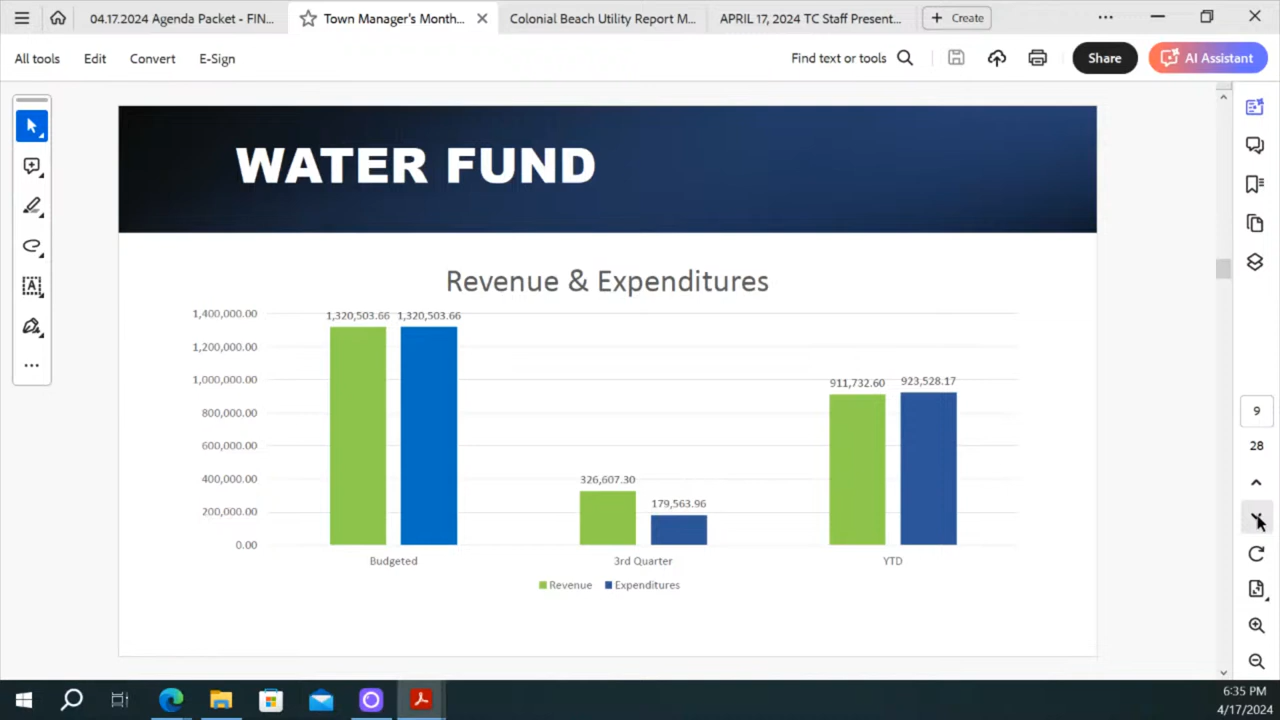 04.17.2024 Agenda Packet - FIN...
Town Manager's Month...
Colonial Beach Utility Report M...
APRIL 17, 2024 TC Staff Present...
Create
All tools
Edit
Convert
E-Sign
Find text or tools
Share
AI Assistant
WATER FUND
Revenue & Expenditures
1,400,000.00
1,200,000.00
1,000,000.00
800,000.00
600,000.00
400,000.00
200,000.00
0.00
1,320,503.66 1,320,503.66
326,607.30
179,563.96
911,732.60
923,528.17
Budgeted
3rd Quarter
YTD
Revenue
Expenditures
9
28
6:35 PM
4/17/2024